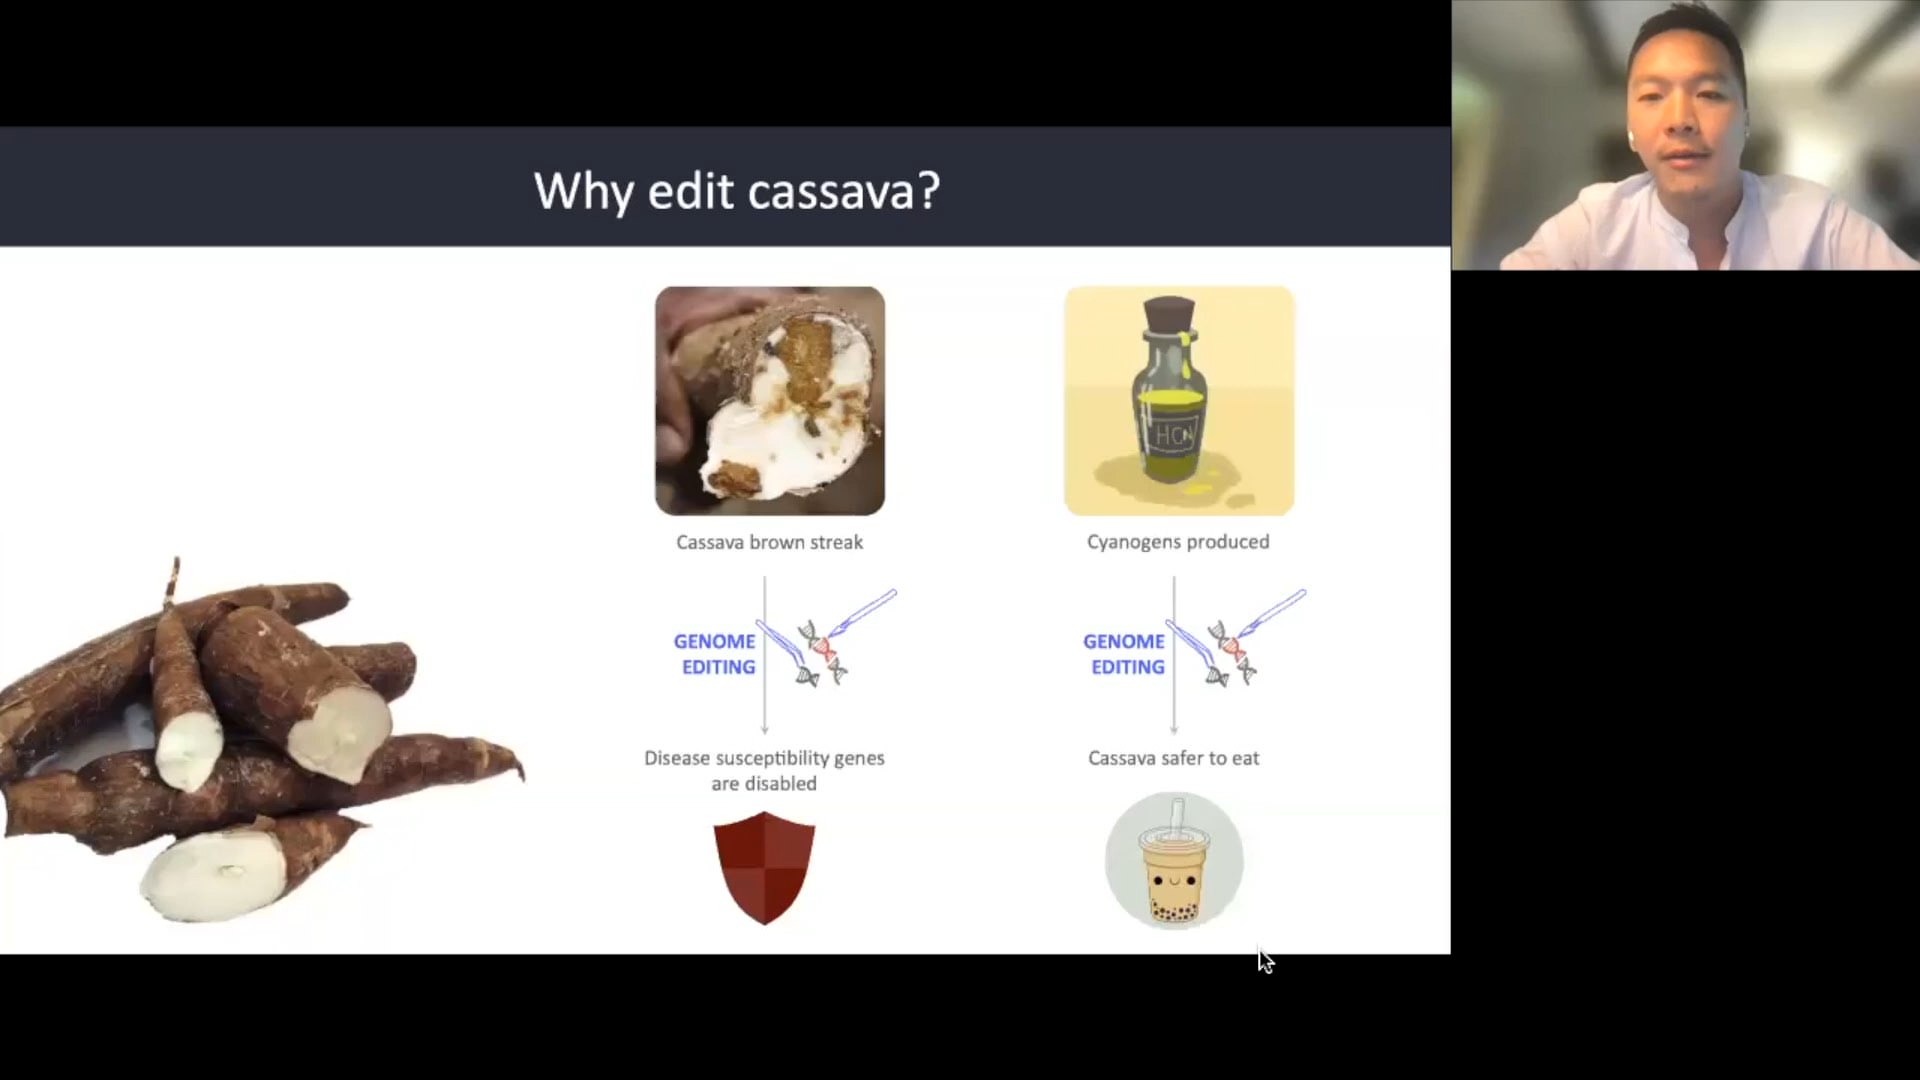 Why edit cassava?
HCN
Cassava brown streak
Cyanogens produced
GENOME
EDITING
GENOME
EDITING
Disease susceptibility genes
are disabled
Cassava safer to eat